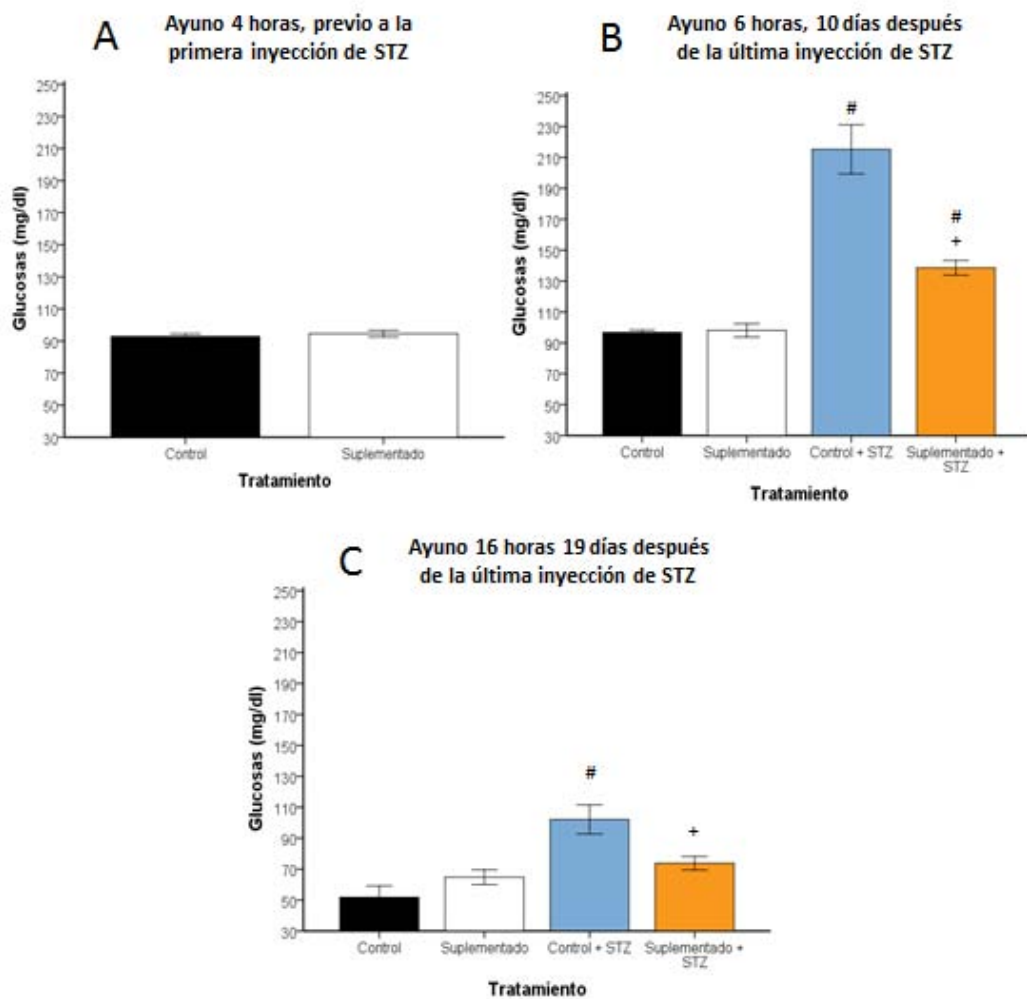 A
Ayuno 4 horas, previo a la
primera inyección de STZ
250
230
210
190
170
150
130
110
90
70
50
30
Glucosas (mg/dl)
Control
Suplementado
Tratamiento
B
Ayuno 6 horas, 10 días después
de la última inyección de STZ
250
230
210
190
170
150
130
110
90
70
50
30
Glucosas (mg/dl)
#
#
+
Control
Suplementado
Control + STZ
Suplementado +
STZ
Tratamiento
C
Ayuno 16 horas 19 días después
de la última inyección de STZ
250
230
210
190
170
150
130
110
90
70
50
30
Glucosas (mg/dl)
#
+
Control
Suplementado
Control + STZ
Suplementado +
STZ
Tratamiento